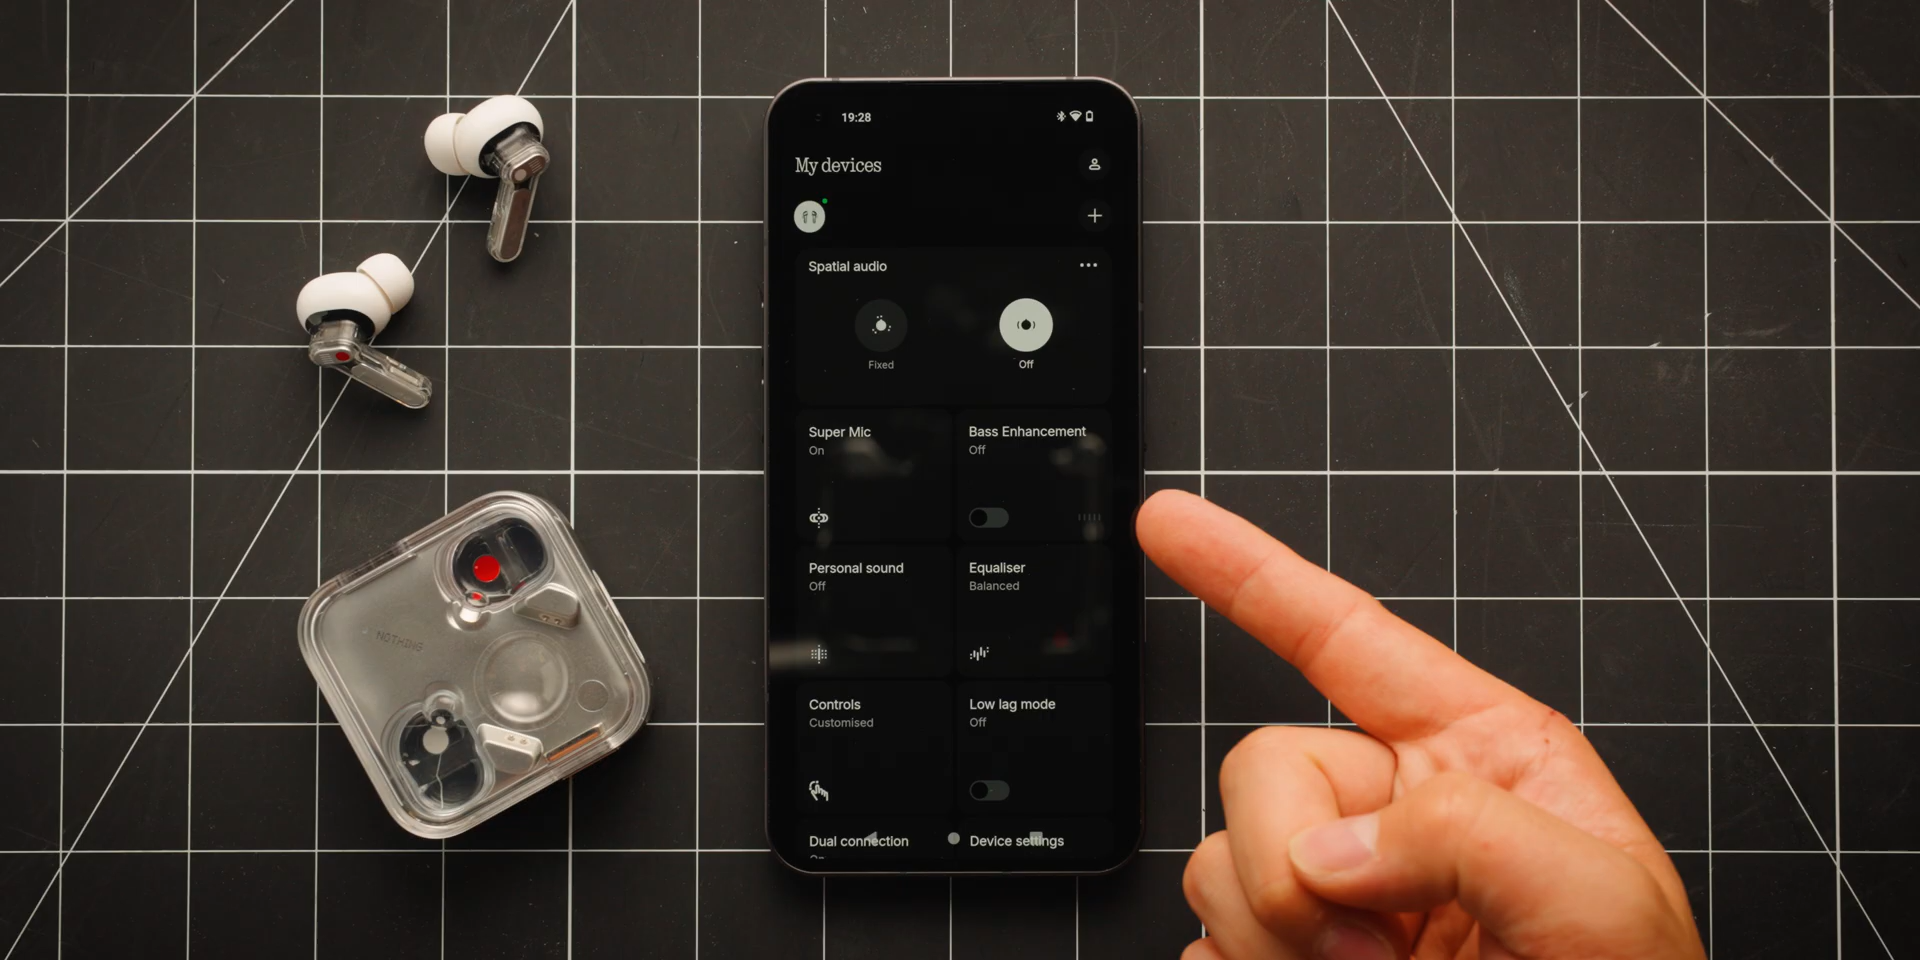 19:28
My devices
Spatial audio
Fixed
Off
Super Mic
On
Bass Enhancement
Off
Personal sound
Off
Equaliser
Balanced
Controls
Customised
Low lag mode
Off
Dual connection
Device settings
NOTHING